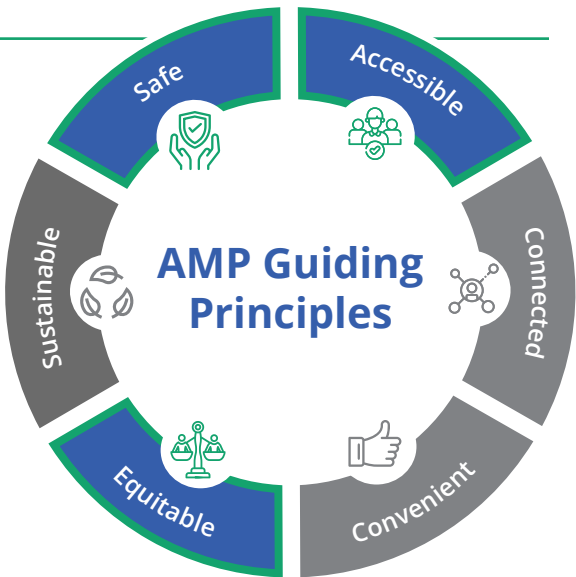 Safe
Accessible
Sustainable
AMP Guiding
Principles
Connected
Equitable
Convenient